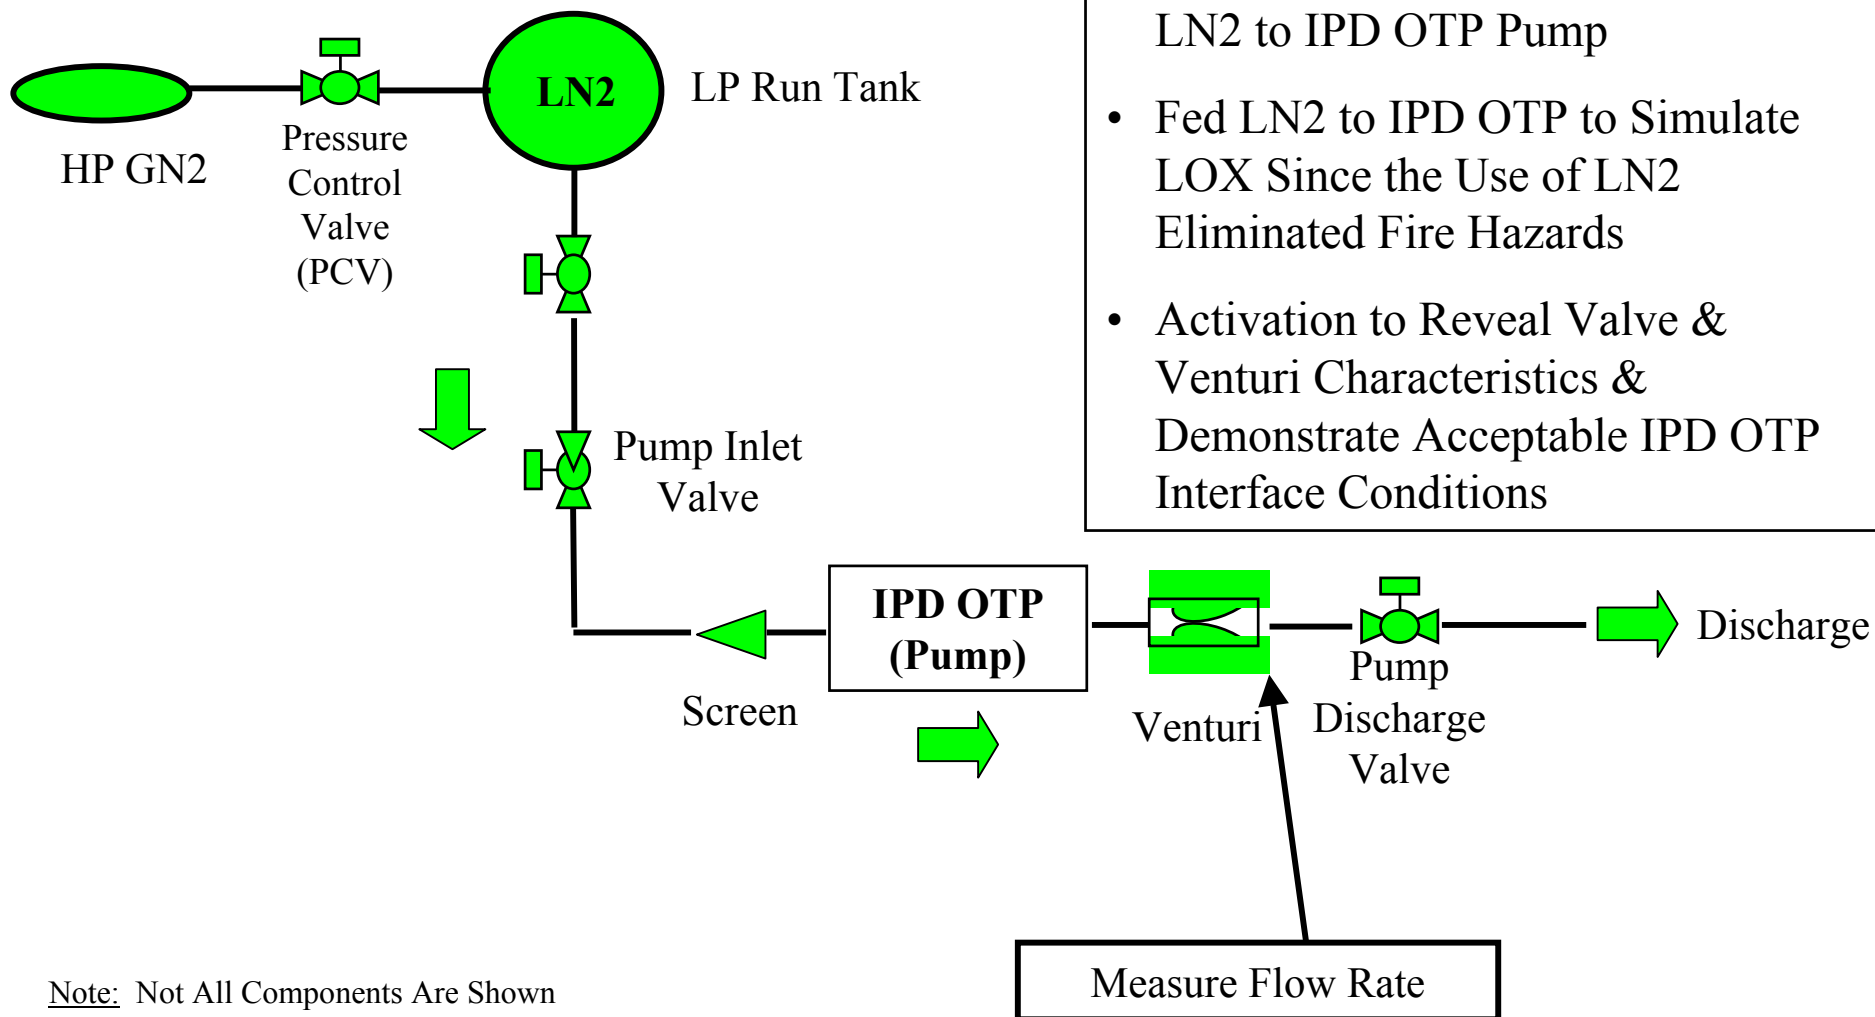 LN2 to IPD OTP Pump
• Fed LN2 to IPD OTP to Simulate
LOX Since the Use of LN2
Eliminated Fire Hazards
• Activation to Reveal Valve &
Venturi Characteristics &
Demonstrate Acceptable IPD OTP
Interface Conditions
HP GN2
Pressure
Control
Valve
(PCV)
LN2
LP Run Tank
Pump Inlet
Valve
Screen
IPD OTP
(Pump)
Venturi
Pump
Discharge
Valve
Discharge
Measure Flow Rate
Note: Not All Components Are Shown